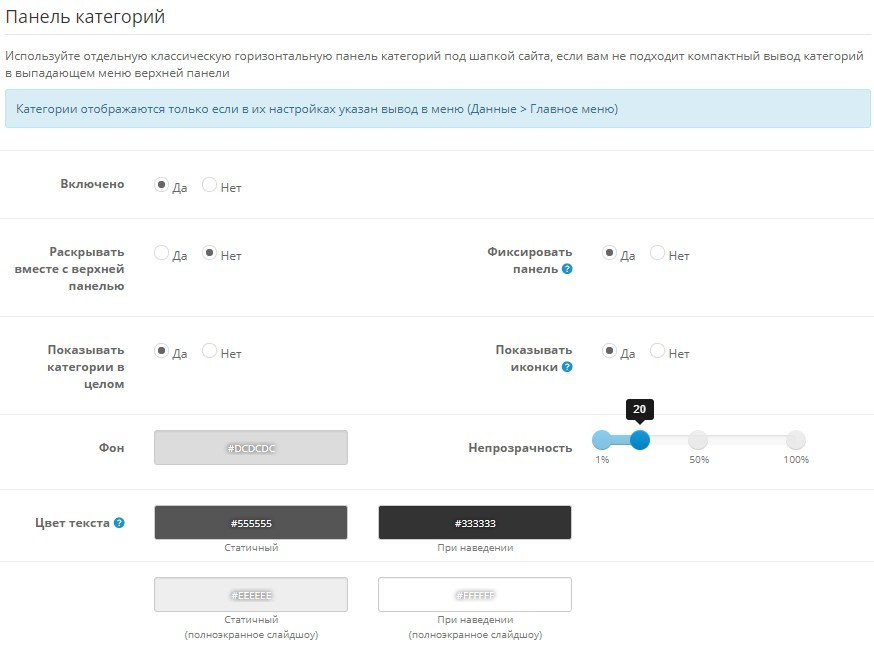 Панель категорий
Используйте отдельную классическую горизонтальную панель категорий под шапкой сайта, если вам не подходит компактный вывод категорий
в выпадающем меню верхней панели
Категории отображаются только если в их настройках указан вывод в меню (Данные > Главное меню)
Включено
Да Нет
Раскрывать
вместе с верхней
панелью
Да Нет
Фиксировать
панель ?
Да Нет
Показывать
категории в
целом
Да Нет
Показывать
иконки ?
Да Нет
Фон
#DCDCDC
Непрозрачность
20
1% 50% 100%
Цвет текста ?
#555555 #333333
Статичный При наведении
#EEEEEE #FFFFFF
Статичный При наведении
(полноэкранное слайдшоу) (полноэкранное слайдшоу)